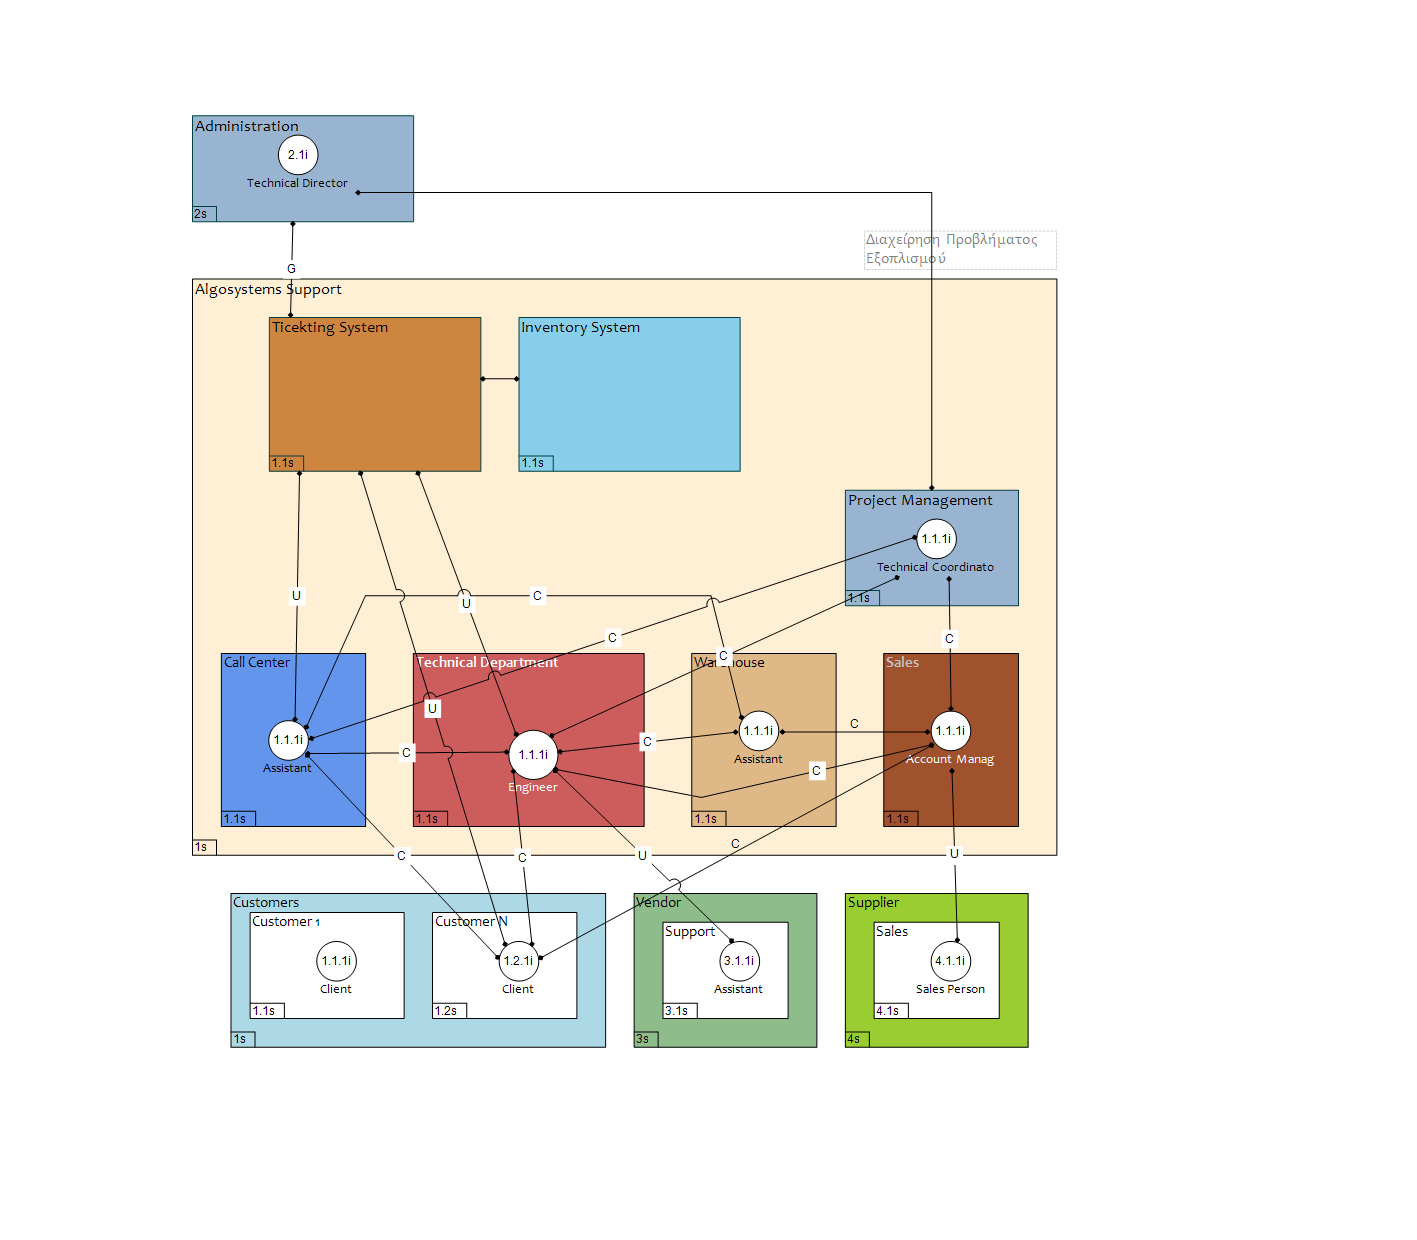 Administration
2.1i
Technical Director
2s
Διαχείρηση Προβλήματος
Εξοπλισμού
G
Algosystems Support
Ticekting System
Inventory System
1.1s
1.1s
Project Management
1.1.1i
Technical Coordinato
1.1s
U
U
C
C
C
C
Call Center
Technical Department
Warehouse
Sales
U
1.1.1i
Assistant
C
1.1.1i
Engineer
C
1.1.1i
Assistant
C
1.1.1i
Account Manag
C
1.1s
1.1s
1.1s
1.1s
1s
C
C
U
C
U
Customers
Customer 1
1.1.1i
Client
1.1s
Customer N
1.2.1i
Client
1.2s
1s
Vendor
Support
3.1.1i
Assistant
3.1s
3s
Supplier
Sales
4.1.1i
Sales Person
4.1s
4s